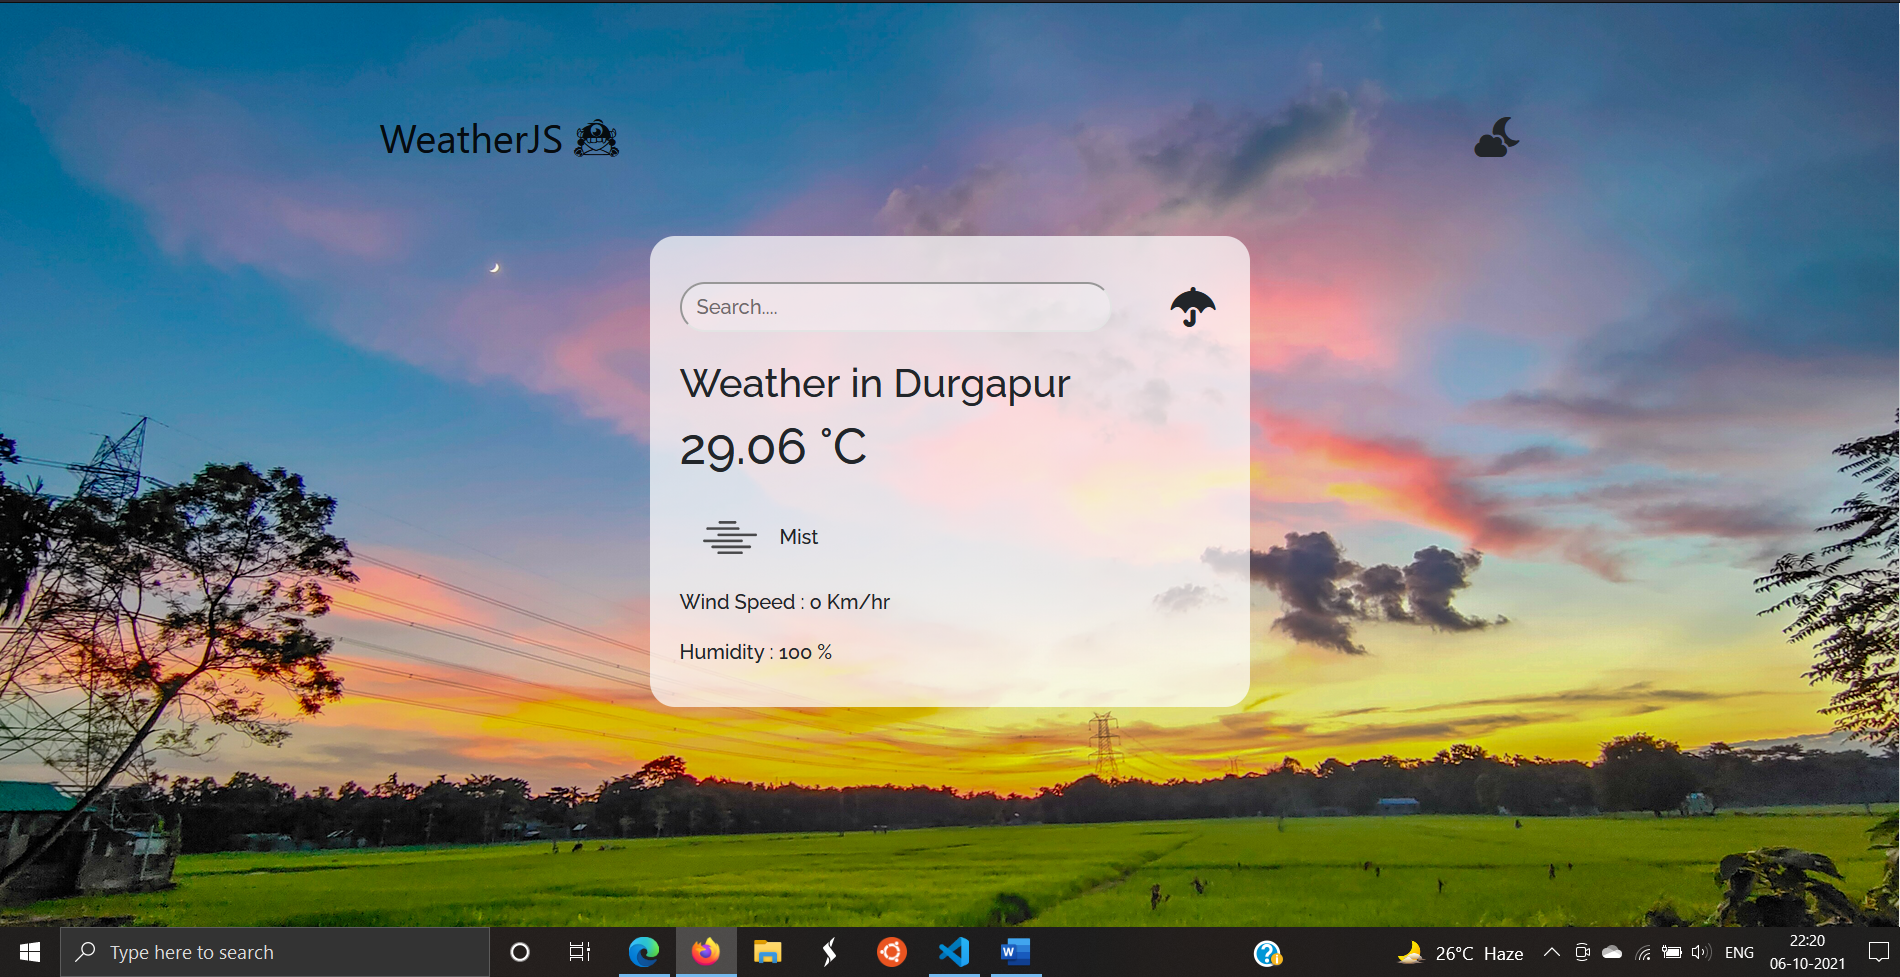 WeatherJS
Search....
Weather in Durgapur
29.06 °C
Mist
Wind Speed : 0 Km/hr
Humidity : 100 %
Type here to search
W
26°C Haze
ENG
22:20
06-10-2021